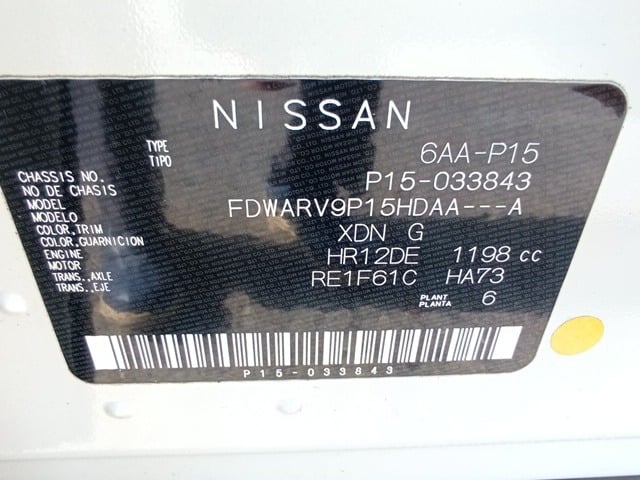 NISSAN
TYPE 6AA-P15
TIPO
CHASSIS NO. P15-033843
NO DE CHASSIS
MODEL FDWARV9P15HDAA---A
MODELO
COLOR,TRIM XDN G
COLOR,GUARNICION
ENGINE HR12DE 1198 cc
MOTOR
TRANS.,AXLE RE1F61C HA73
TRANS.,EJE
PLANT 6
PLANTA
P15-033843